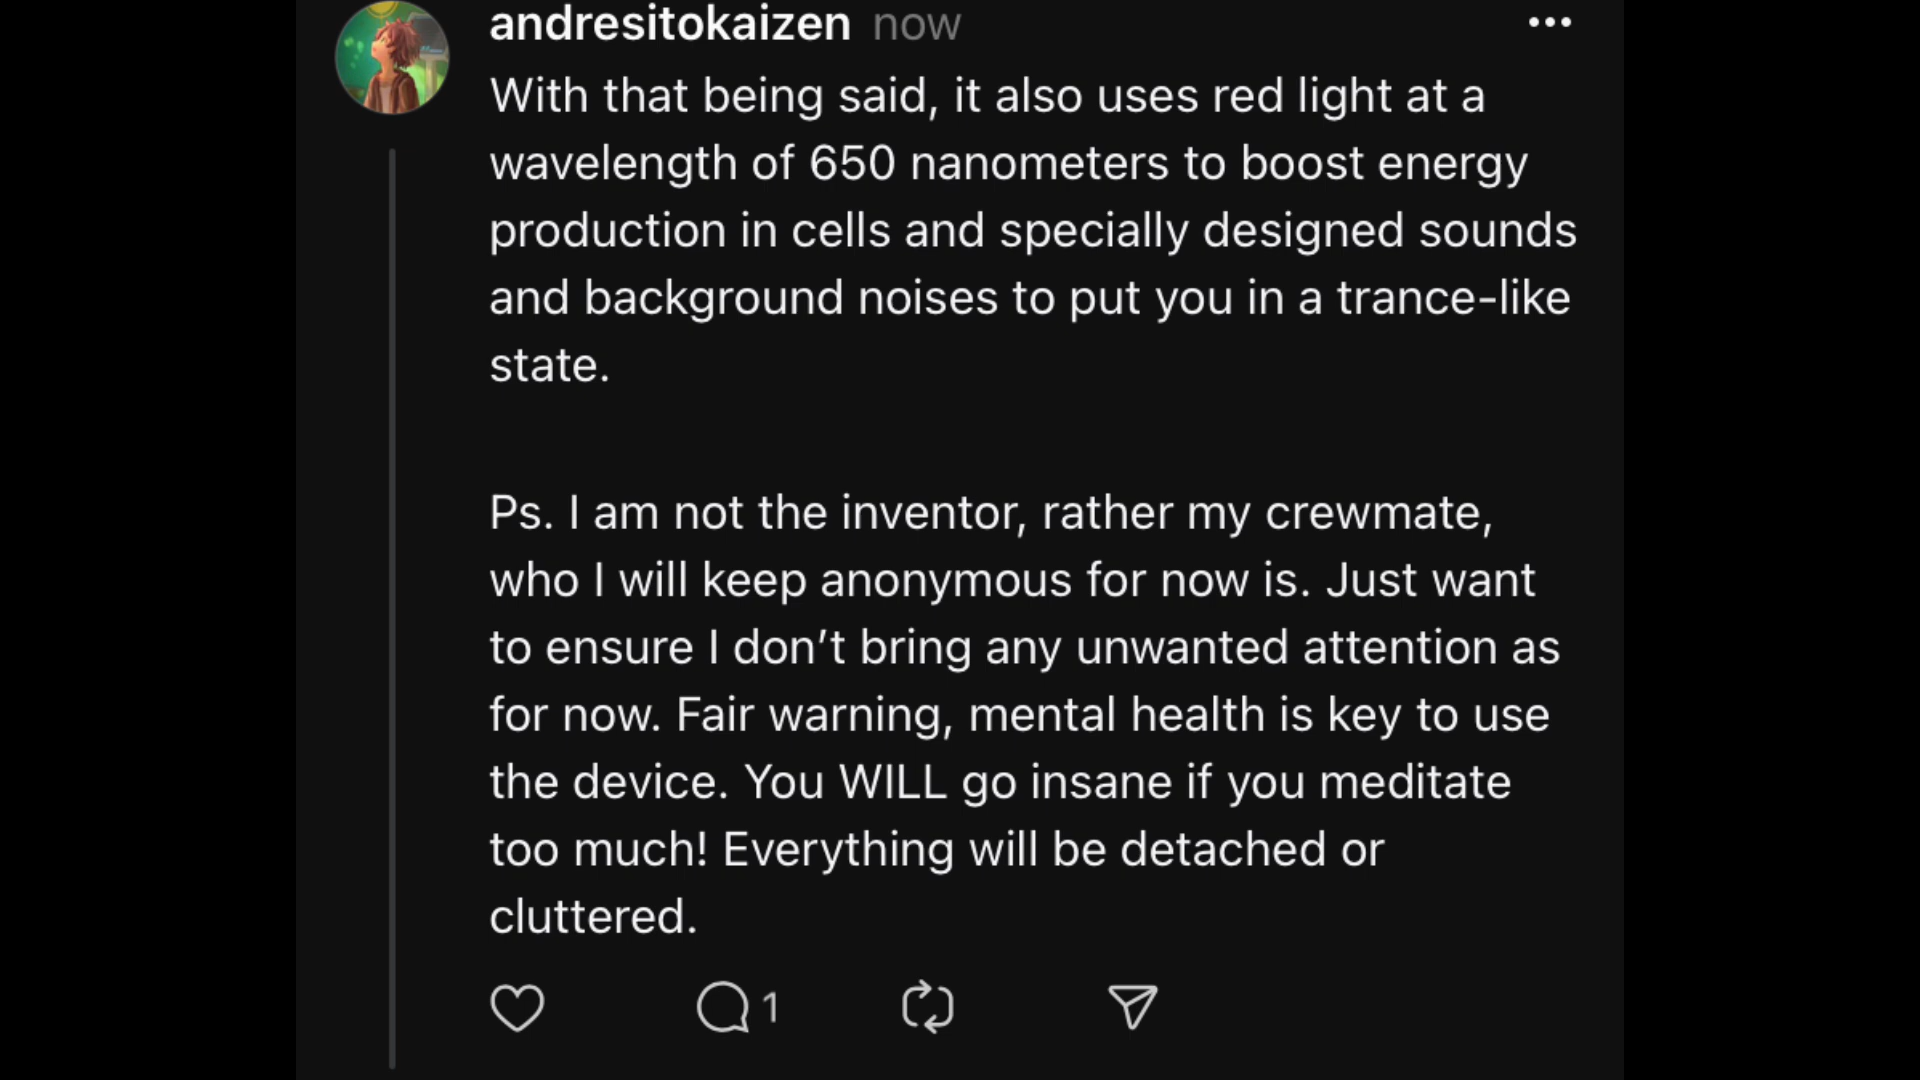 andresitokaizen now
With that being said, it also uses red light at a
wavelength of 650 nanometers to boost energy
production in cells and specially designed sounds
and background noises to put you in a trance-like
state.
Ps. I am not the inventor, rather my crewmate,
who I will keep anonymous for now is. Just want
to ensure I don’t bring any unwanted attention as
for now. Fair warning, mental health is key to use
the device. You WILL go insane if you meditate
too much! Everything will be detached or
cluttered.
1